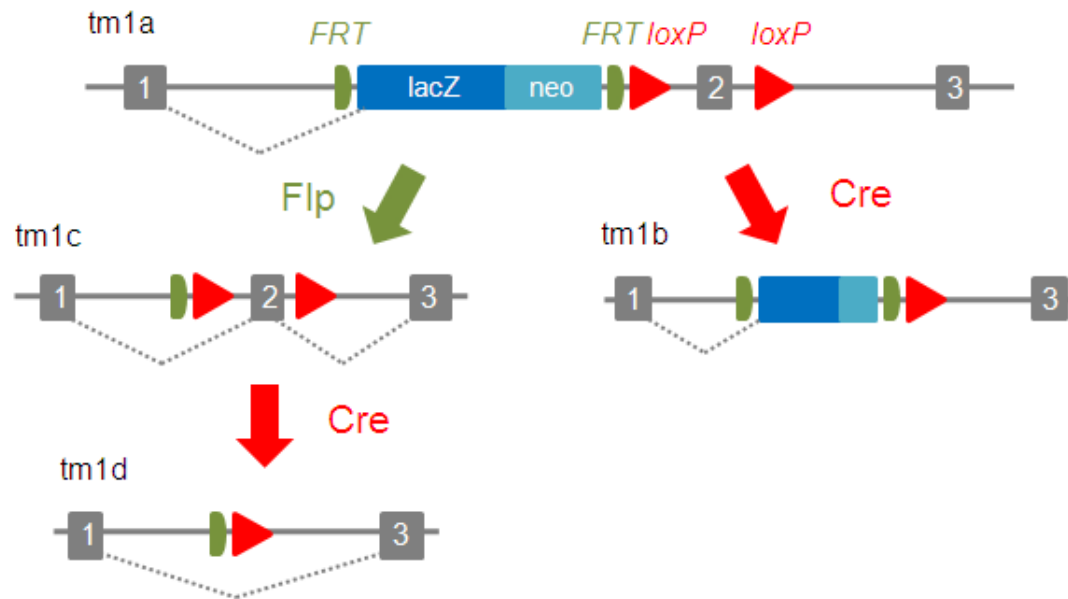 tm1a
FRT FRT loxP loxP
1 lacZ neo 2 3
Flp Cre
tm1c tm1b
1 2 3 1 3
Cre
tm1d
1 3